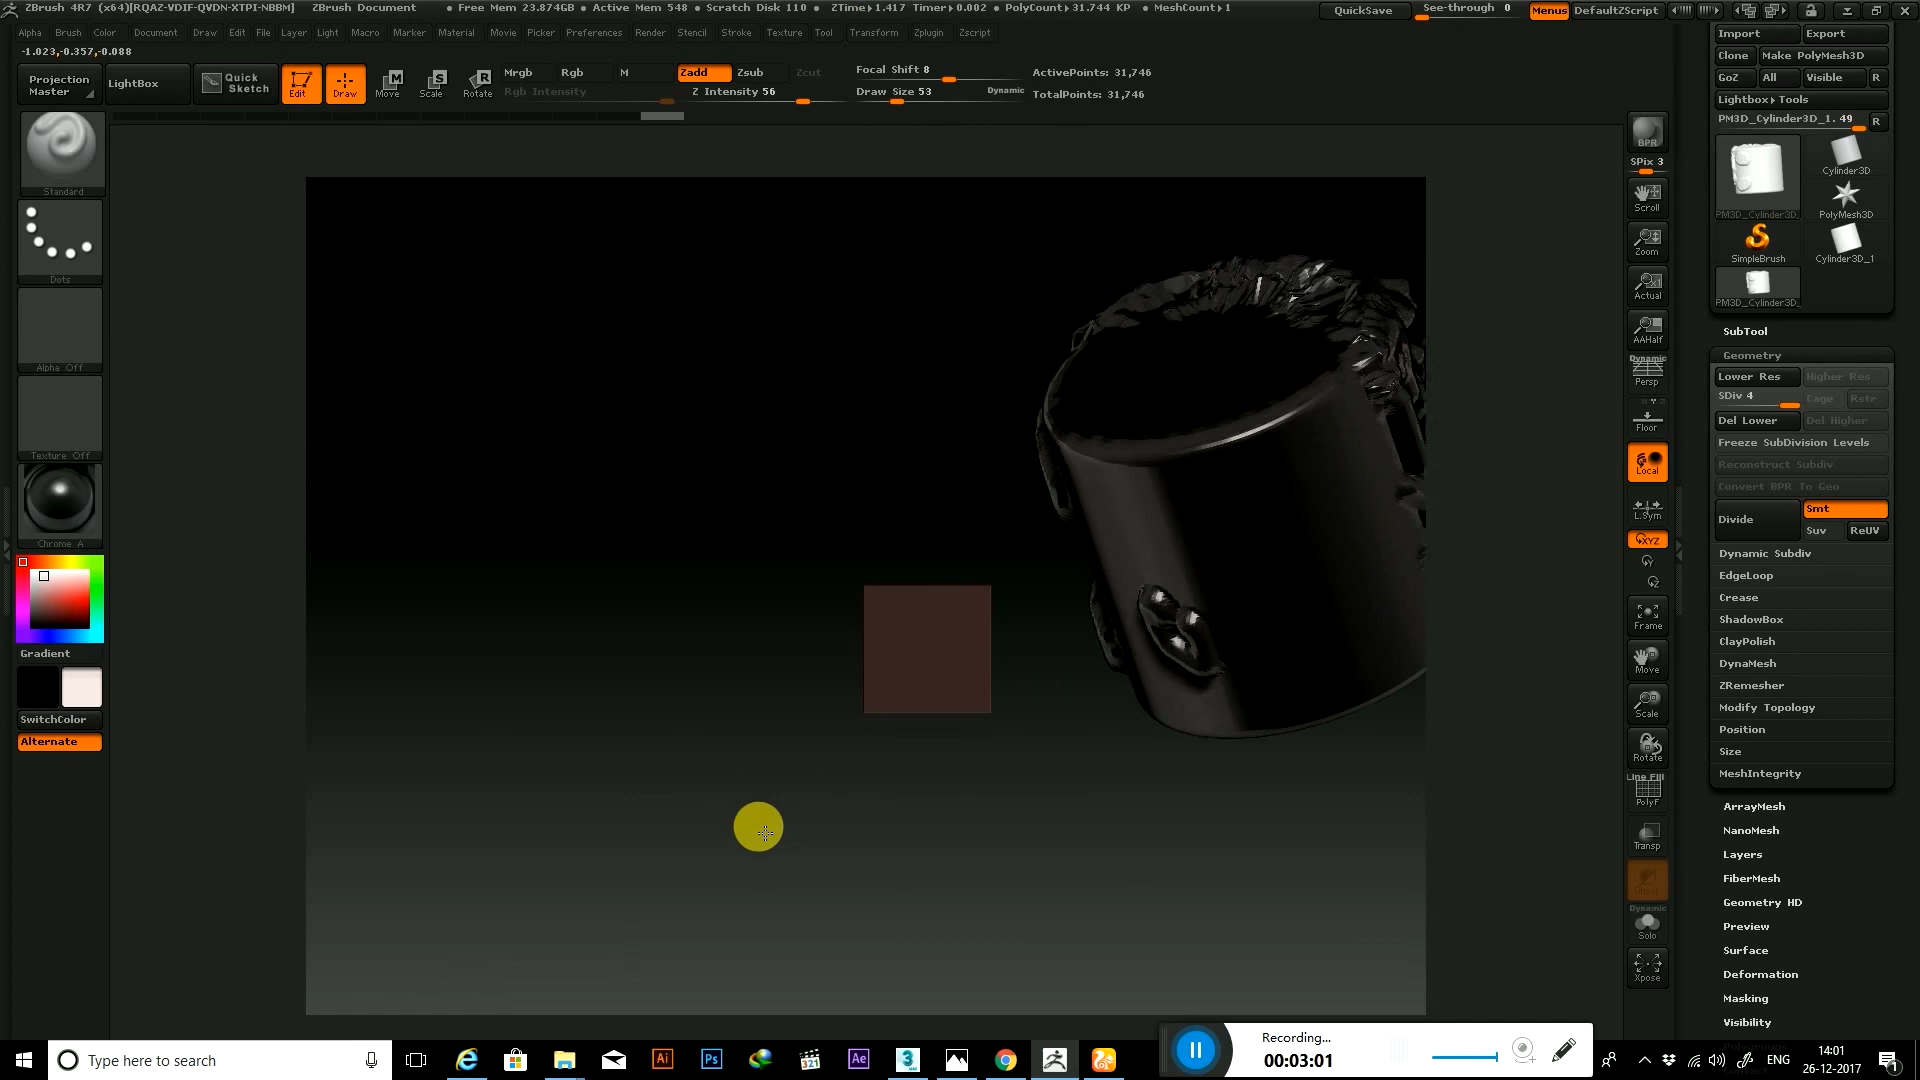 ZBrush 4R7 (x64)[RQAZ-VDIF-QVDN-XTPI-NBBM] ZBrush Document • Free Mem 23.874GB • Active Mem 548 • Scratch Disk 110 • ZTime▸1.417 Timer▸0.002 • PolyCount▸31.744 KP • MeshCount▸1 QuickSave See-through 0 Menus DefaultZScript
Alpha Brush Color Document Draw Edit File Layer Light Macro Marker Material Movie Picker Preferences Render Stencil Stroke Texture Tool Transform Zplugin Zscript
-1.023,-0.357,-0.088
Projection Master
LightBox
Quick Sketch
Edit
Draw
Move
Scale
Rotate
Mrgb Rgb M
Rgb Intensity
Zadd Zsub Zcut
Z Intensity 56
Focal Shift 8
Draw Size 53
Dynamic
ActivePoints: 31,746
TotalPoints: 31,746
Standard
Dots
Alpha Off
Texture Off
Chrome A
Gradient
SwitchColor
Alternate
BPR
SPix 3
Scroll
Zoom
Actual
AAHalf
Dynamic
Persp
Floor
Local
L.Sym
XYZ
Frame
Move
Scale
Rotate
Line Fill
PolyF
Transp
Ghost
Dynamic
Solo
Xpose
Import Export
Clone Make PolyMesh3D
GoZ All Visible R
Lightbox▸Tools
PM3D_Cylinder3D_1. 49 R
PM3D_Cylinder3D_
Cylinder3D
PolyMesh3D
SimpleBrush
Cylinder3D_1
PM3D_Cylinder3D_
SubTool
Geometry
Lower Res Higher Res
SDiv 4 Cage Rstr
Del Lower Del Higher
Freeze SubDivision Levels
Reconstruct Subdiv
Convert BPR To Geo
Divide Smt
Suv ReUV
Dynamic Subdiv
EdgeLoop
Crease
ShadowBox
ClayPolish
DynaMesh
ZRemesher
Modify Topology
Position
Size
MeshIntegrity
ArrayMesh
NanoMesh
Layers
FiberMesh
Geometry HD
Preview
Surface
Deformation
Masking
Visibility
Recording...
00:03:01
Type here to search
Ai
Ps
321
Ae
3
ENG
14:01
26-12-2017
1